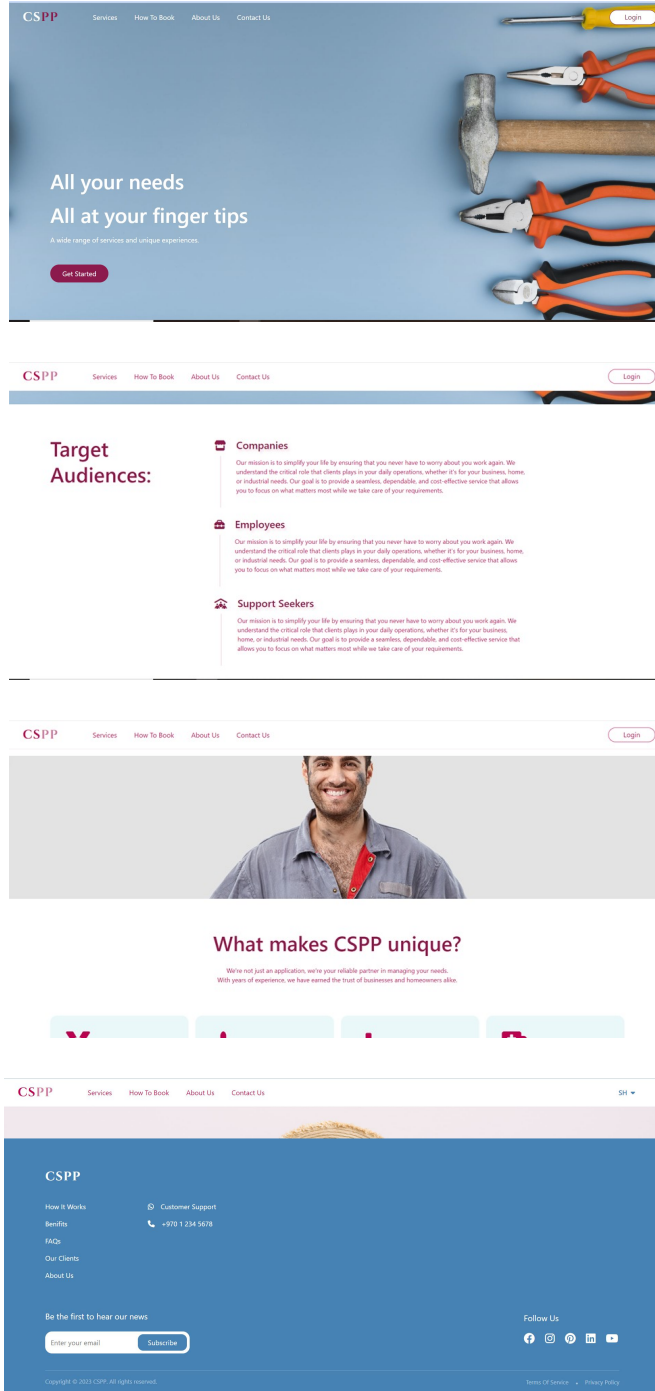 CSPP
Services How To Book About Us Contact Us Login
All your needs
All at your finger tips
A wide range of services and unique experiences.
Get Started
CSPP
Services How To Book About Us Contact Us Login
Target
Audiences:
Companies
Our mission is to simplify your life by ensuring that you never have to worry about you work again. We
understand the critical role that clients plays in your daily operations, whether it's for your business, home,
or industrial needs. Our goal is to provide a seamless, dependable, and cost-effective service that allows
you to focus on what matters most while we take care of your requirements.
Employees
Our mission is to simplify your life by ensuring that you never have to worry about you work again. We
understand the critical role that clients plays in your daily operations, whether it's for your business, home,
or industrial needs. Our goal is to provide a seamless, dependable, and cost-effective service that allows
you to focus on what matters most while we take care of your requirements.
Support Seekers
Our mission is to simplify your life by ensuring that you never have to worry about you work again. We
understand the critical role that clients plays in your daily operations, whether it's for your business,
home, or industrial needs. Our goal is to provide a seamless, dependable, and cost-effective service that
allows you to focus on what matters most while we take care of your requirements.
CSPP
Services How To Book About Us Contact Us Login
What makes CSPP unique?
We're not just an application, we're your reliable partner in managing your needs.
With years of experience, we have earned the trust of businesses and homeowners alike.
CSPP
Services How To Book About Us Contact Us SH
CSPP
How It Works Customer Support
Benifits +970 1 234 5678
FAQs
Our Clients
About Us
Be the first to hear our news
Follow Us
Enter your email Subscribe
Copyright © 2023 CSPP. All rights reserved. Terms Of Service • Privacy Policy